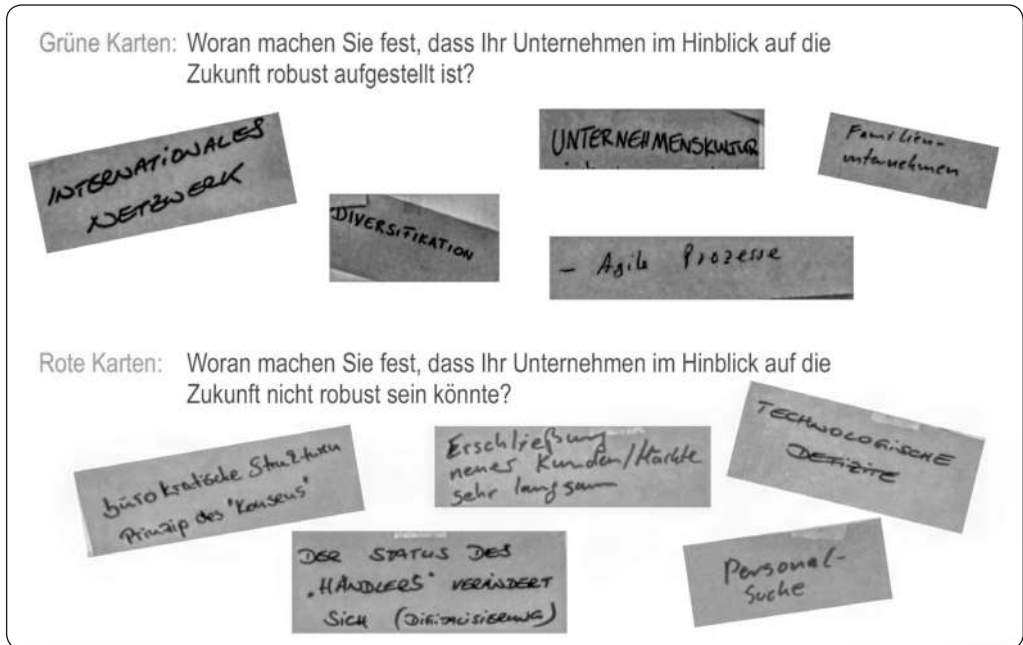 Grüne Karten: Woran machen Sie fest, dass Ihr Unternehmen im Hinblick auf die
Zukunft robust aufgestellt ist?
INTERNATIONALES
NETZWERK
DIVERSIFIKATION
UNTERNEHMENSKULTUR
Familien-
unternehmen
- Agile Prozesse
Rote Karten: Woran machen Sie fest, dass Ihr Unternehmen im Hinblick auf die
Zukunft nicht robust sein könnte?
bürokratische Strukturen
Prinzip des "Konsens"
Erschließung
neuer Kunden/Märkte
sehr langsam
TECHNOLOGISCHE
DEFIZITE
DER STATUS DES
„HÄNDLERS" VERÄNDERT
SICH (DIGITALISIERUNG)
Personal-
suche